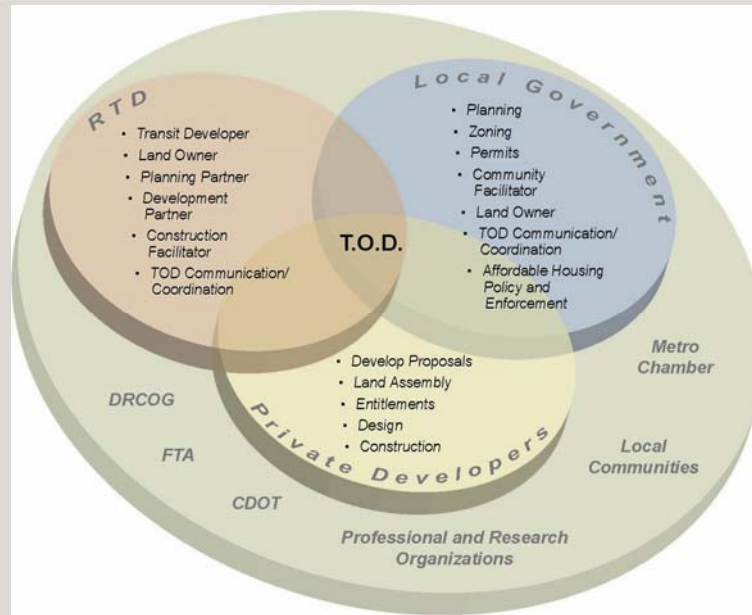 RTD
• Transit Developer
• Land Owner
• Planning Partner
• Development
Partner
• Construction
Facilitator
• TOD Communication/
Coordination
Local Government
• Planning
• Zoning
• Permits
• Community
Facilitator
• Land Owner
• TOD Communication/
Coordination
• Affordable Housing
Policy and
Enforcement
T.O.D.
• Develop Proposals
• Land Assembly
• Entitlements
• Design
• Construction
Private Developers
DRCOG
FTA
CDOT
Professional and Research
Organizations
Local
Communities
Metro
Chamber